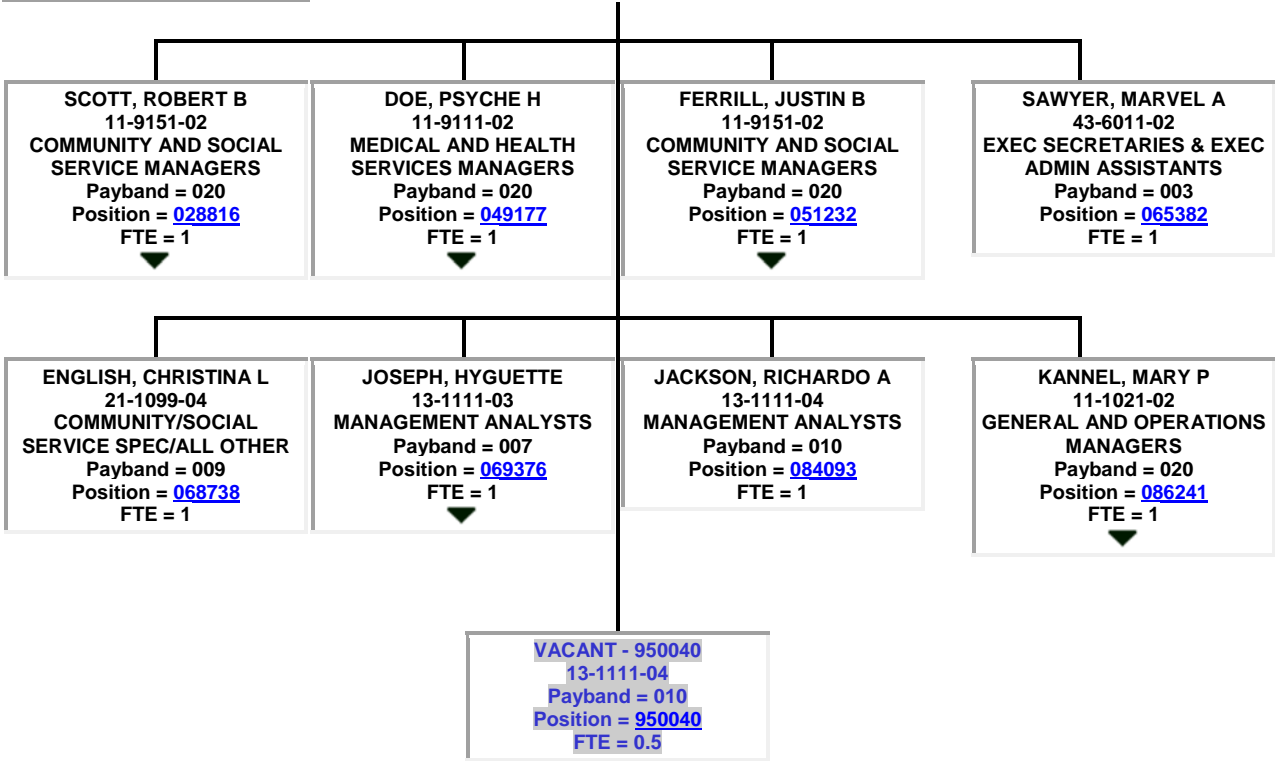 SCOTT, ROBERT B
11-9151-02
COMMUNITY AND SOCIAL
SERVICE MANAGERS
Payband = 020
Position = 028816
FTE = 1
DOE, PSYCHE H
11-9111-02
MEDICAL AND HEALTH
SERVICES MANAGERS
Payband = 020
Position = 049177
FTE = 1
FERRILL, JUSTIN B
11-9151-02
COMMUNITY AND SOCIAL
SERVICE MANAGERS
Payband = 020
Position = 051232
FTE = 1
SAWYER, MARVEL A
43-6011-02
EXEC SECRETARIES & EXEC
ADMIN ASSISTANTS
Payband = 003
Position = 065382
FTE = 1
ENGLISH, CHRISTINA L
21-1099-04
COMMUNITY/SOCIAL
SERVICE SPEC/ALL OTHER
Payband = 009
Position = 068738
FTE = 1
JOSEPH, HYGUETTE
13-1111-03
MANAGEMENT ANALYSTS
Payband = 007
Position = 069376
FTE = 1
JACKSON, RICHARDO A
13-1111-04
MANAGEMENT ANALYSTS
Payband = 010
Position = 084093
FTE = 1
KANNEL, MARY P
11-1021-02
GENERAL AND OPERATIONS
MANAGERS
Payband = 020
Position = 086241
FTE = 1
VACANT - 950040
13-1111-04
Payband = 010
Position = 950040
FTE = 0.5